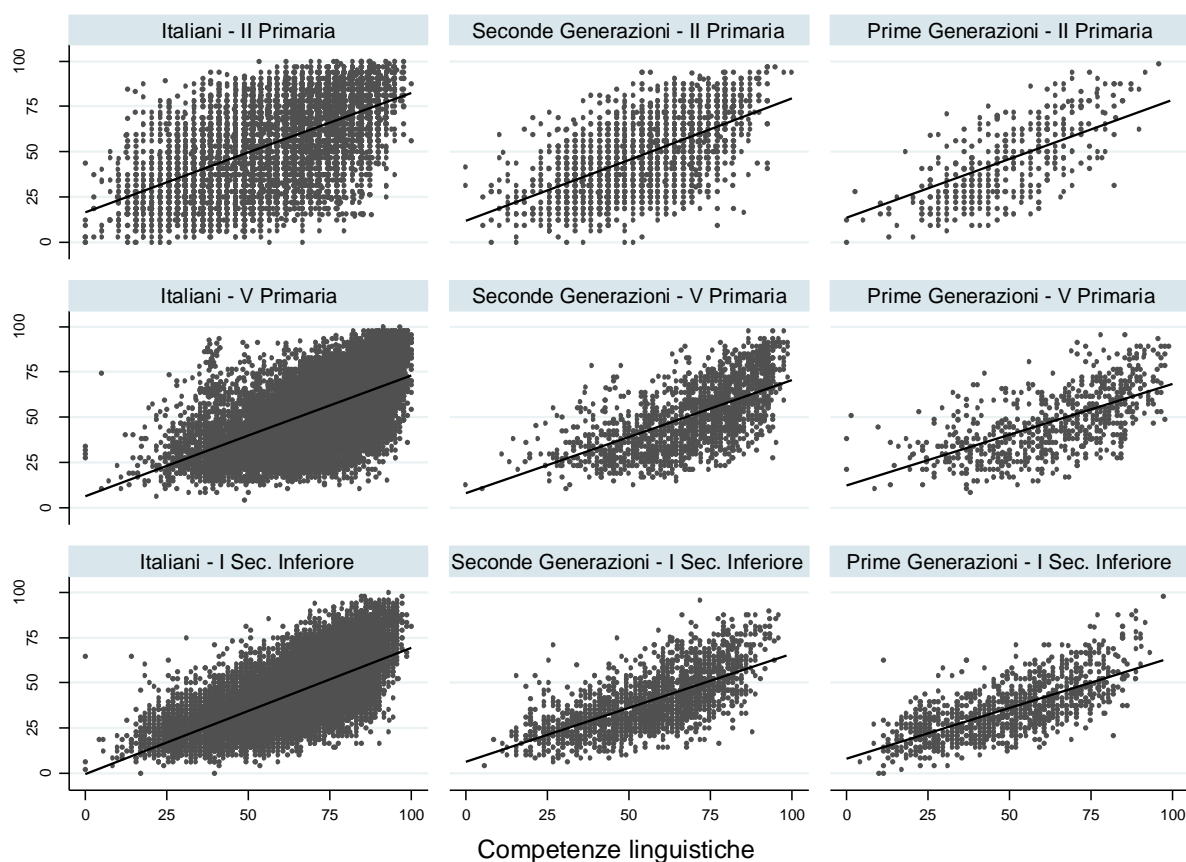 Italiani - II Primaria
Seconde Generazioni - II Primaria
Prime Generazioni - II Primaria
100
75
50
25
0
Italiani - V Primaria
Seconde Generazioni - V Primaria
Prime Generazioni - V Primaria
100
75
50
25
0
Italiani - I Sec. Inferiore
Seconde Generazioni - I Sec. Inferiore
Prime Generazioni - I Sec. Inferiore
100
75
50
25
0
0 25 50 75 100
0 25 50 75 100
0 25 50 75 100
Competenze linguistiche